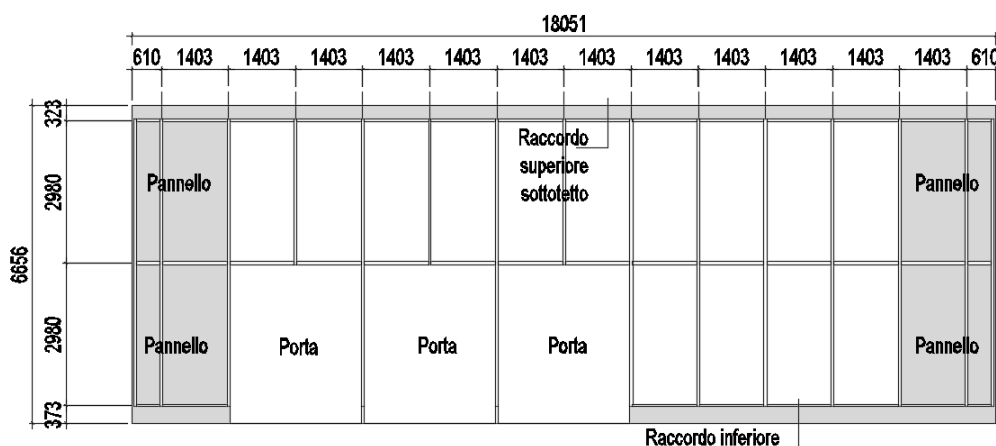 18051
610 1403 1403 1403 1403 1403 1403 1403 1403 1403 1403 1403 1403 610
323
2980
6656
2980
373
Raccordo
superiore
sottotetto
Pannello
Pannello
Pannello
Porta
Porta
Porta
Pannello
Raccordo inferiore